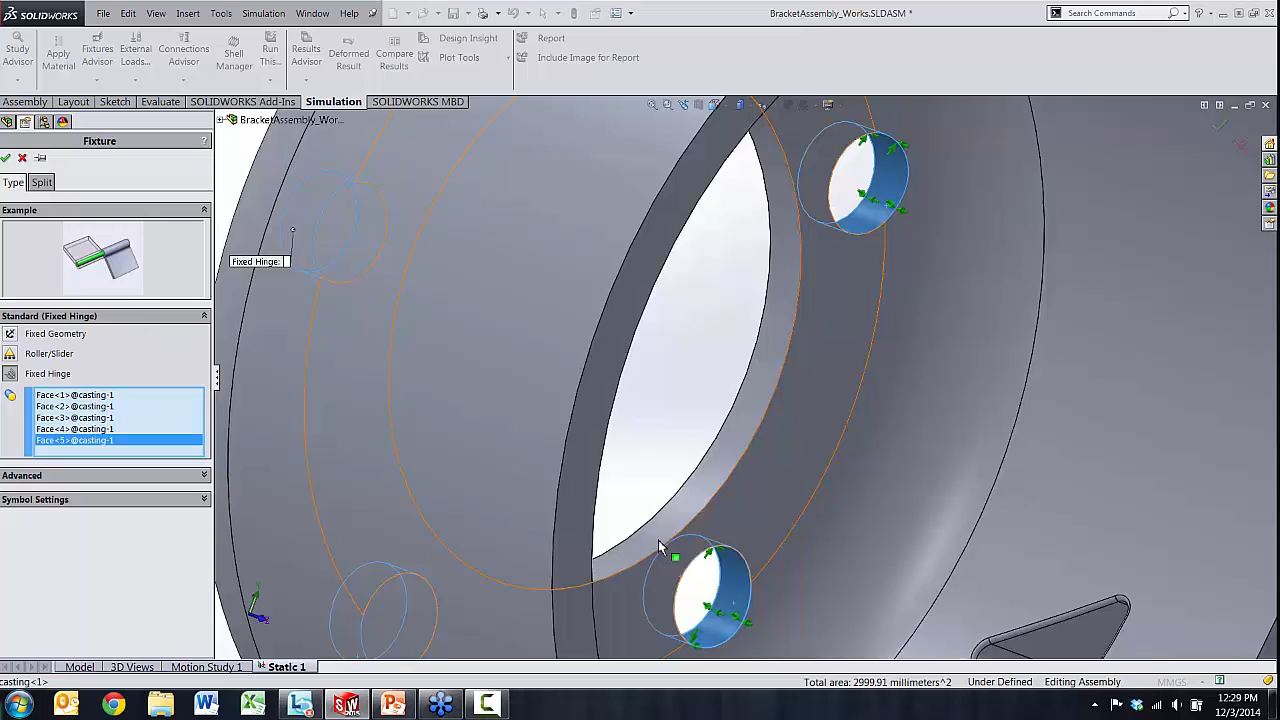 SOLIDWORKS File Edit View Insert Tools Simulation Window Help BracketAssembly_Works.SLDASM * Search Commands
Study Advisor Apply Material Fixtures Advisor External Loads... Connections Advisor Shell Manager Run This... Results Advisor Deformed Result Compare Results Design Insight Plot Tools Report Include Image for Report
Assembly Layout Sketch Evaluate SOLIDWORKS Add-Ins Simulation SOLIDWORKS MBD
BracketAssembly_Wor...
Fixture ?
Type Split
Example
Fixed Hinge:
Standard (Fixed Hinge)
Fixed Geometry
Roller/Slider
Fixed Hinge
Face<1>@casting-1
Face<2>@casting-1
Face<3>@casting-1
Face<4>@casting-1
Face<5>@casting-1
Advanced
Symbol Settings
Model 3D Views Motion Study 1 Static 1
casting<1> Total area: 2999.91 millimeters^2 Under Defined Editing Assembly MMGS
12:29 PM
12/3/2014